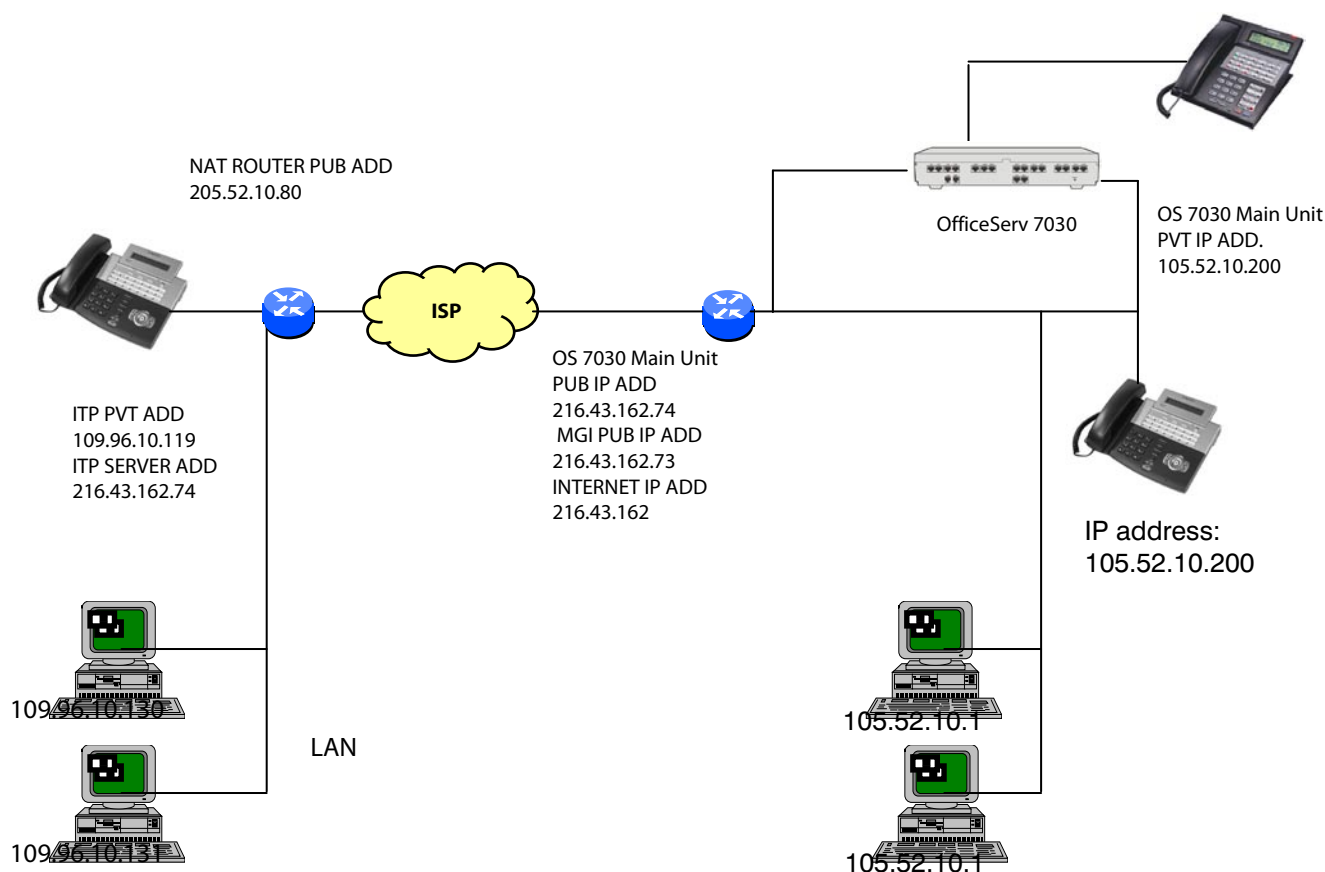 NAT ROUTER PUB ADD
205.52.10.80
OfficeServ 7030
OS 7030 Main Unit
PVT IP ADD.
105.52.10.200
ISP
OS 7030 Main Unit
PUB IP ADD
216.43.162.74
MGI PUB IP ADD
216.43.162.73
INTERNET IP ADD
216.43.162
ITP PVT ADD
109.96.10.119
ITP SERVER ADD
216.43.162.74
IP address:
105.52.10.200
109.96.10.130
105.52.10.1
LAN
109.96.10.131
105.52.10.1